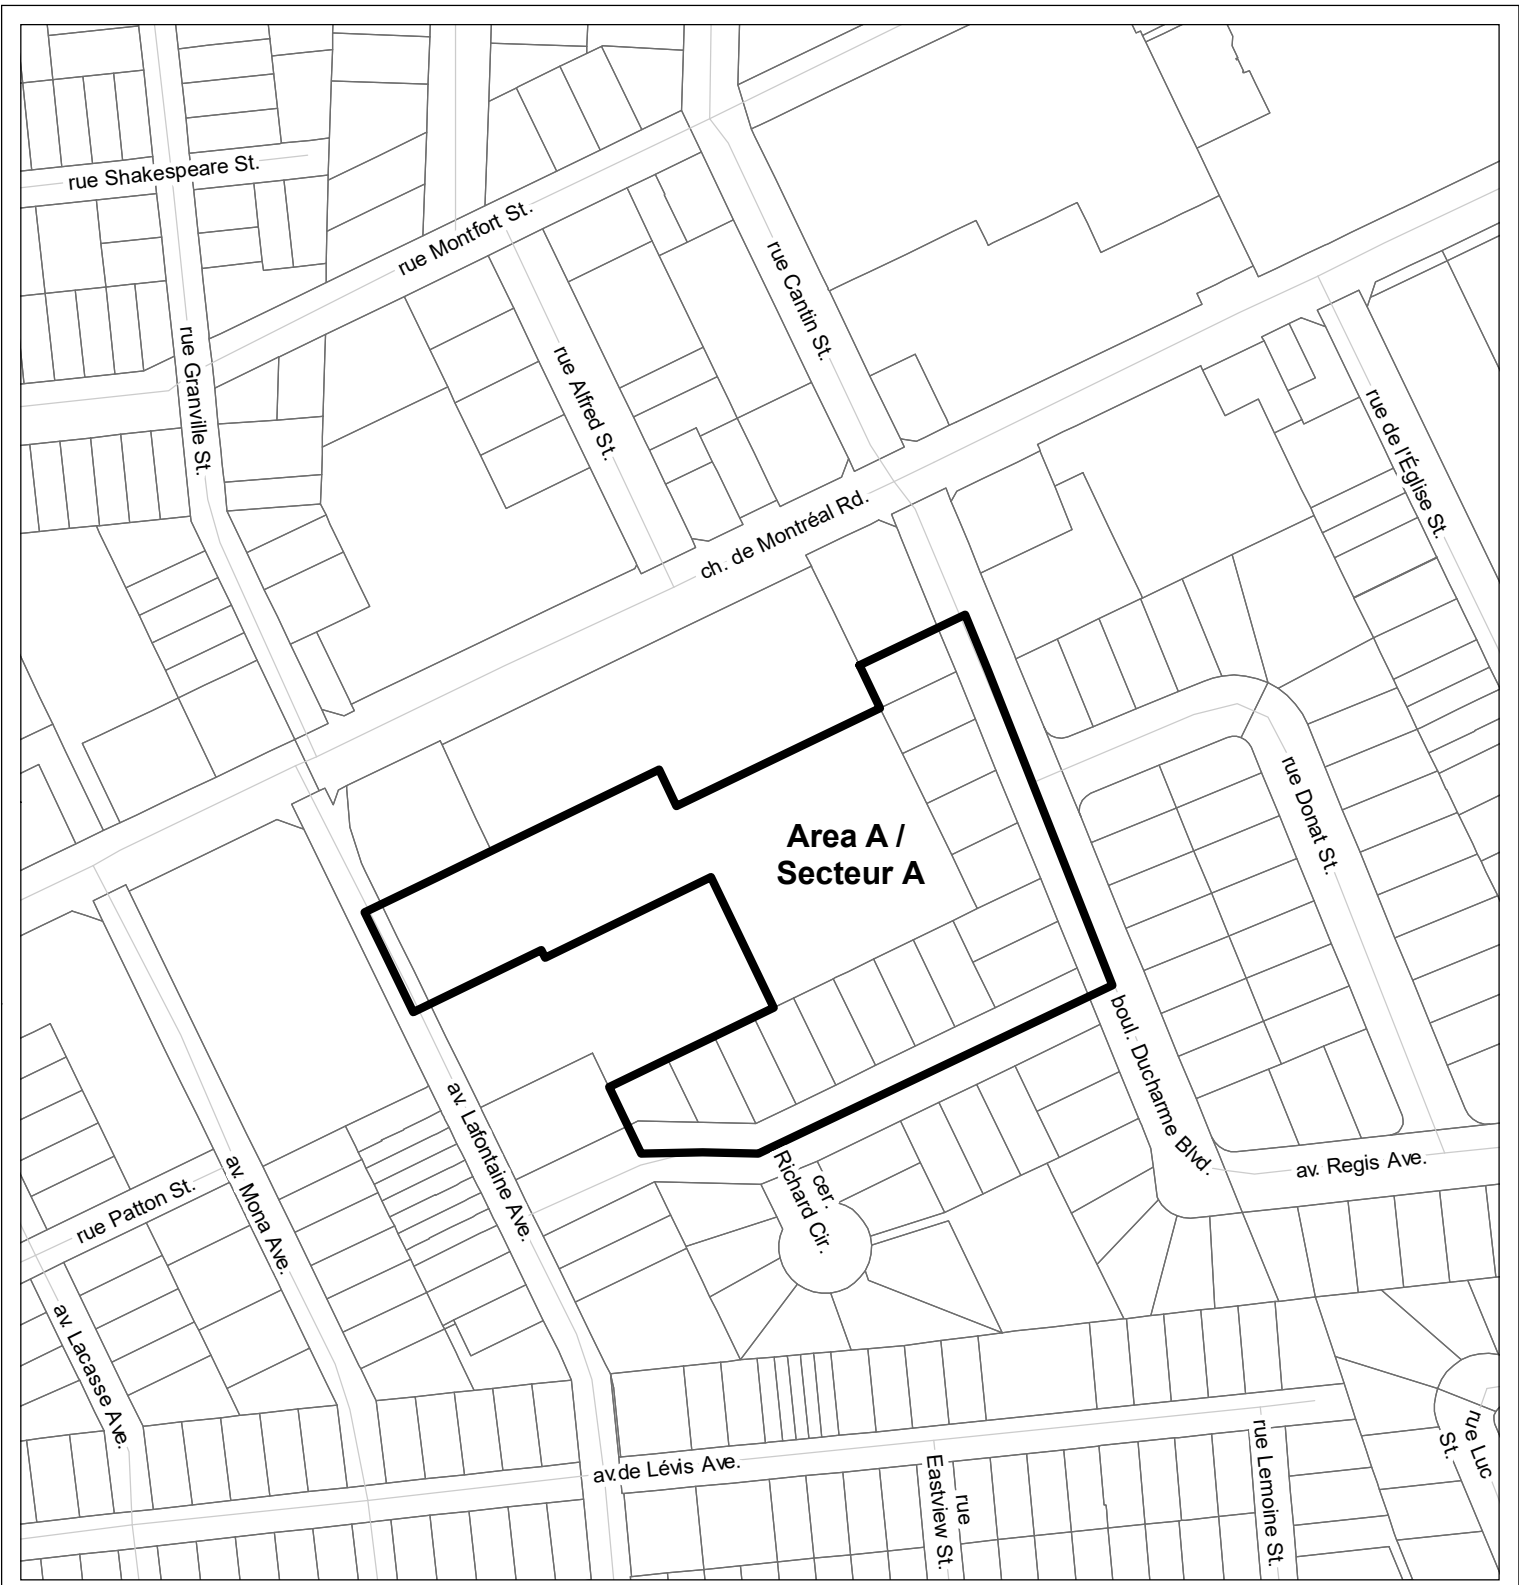 rue Shakespeare St.
rue Montfort St.
rue Cantin St.
rue Granville St.
rue Alfred St.
rue de l'Église St.
ch. de Montréal Rd.
Area A /
Secteur A
rue Donat St.
boul. Ducharme Blvd.
av. Lafontaine Ave.
av. Regis Ave.
cer.
Richard Cir.
rue Patton St.
av. Mona Ave.
av. Lacasse Ave.
av.de Lévis Ave.
rue
Eastview St.
rue Lemoine St.
rue Luc
St.